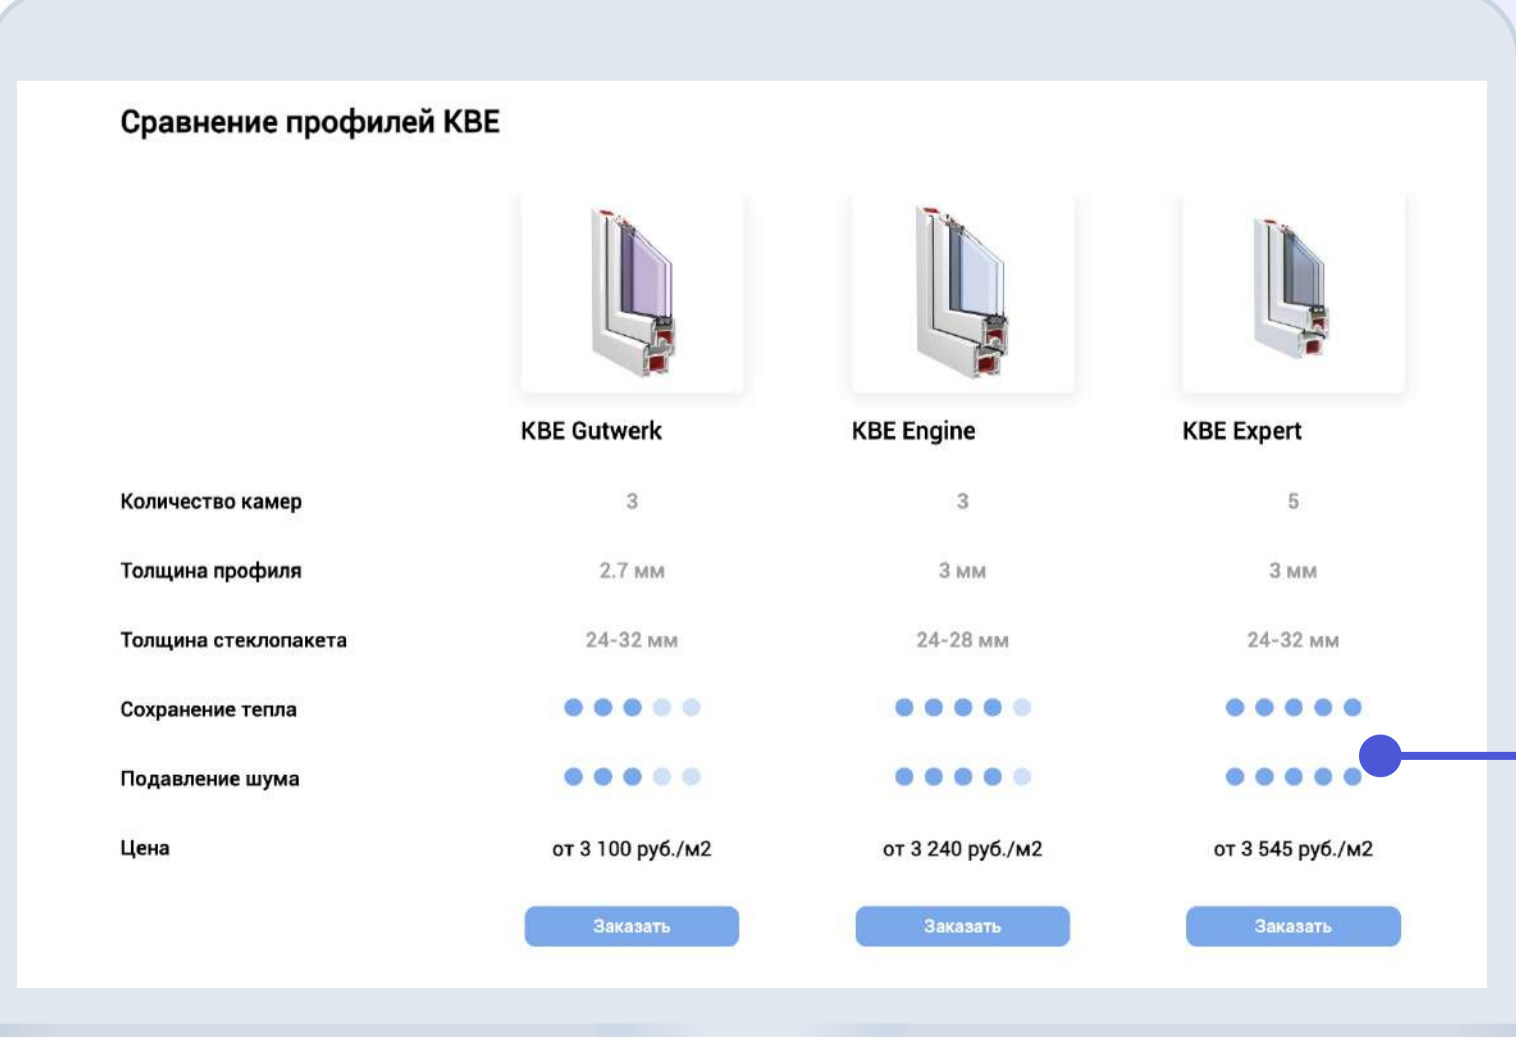 Сравнение профилей KBE
KBE Gutwerk
KBE Engine
KBE Expert
Количество камер 3 3 5
Толщина профиля 2.7 мм 3 мм 3 мм
Толщина стеклопакета 24-32 мм 24-28 мм 24-32 мм
Сохранение тепла
Подавление шума
Цена от 3 100 руб./м2 от 3 240 руб./м2 от 3 545 руб./м2
Заказать Заказать Заказать